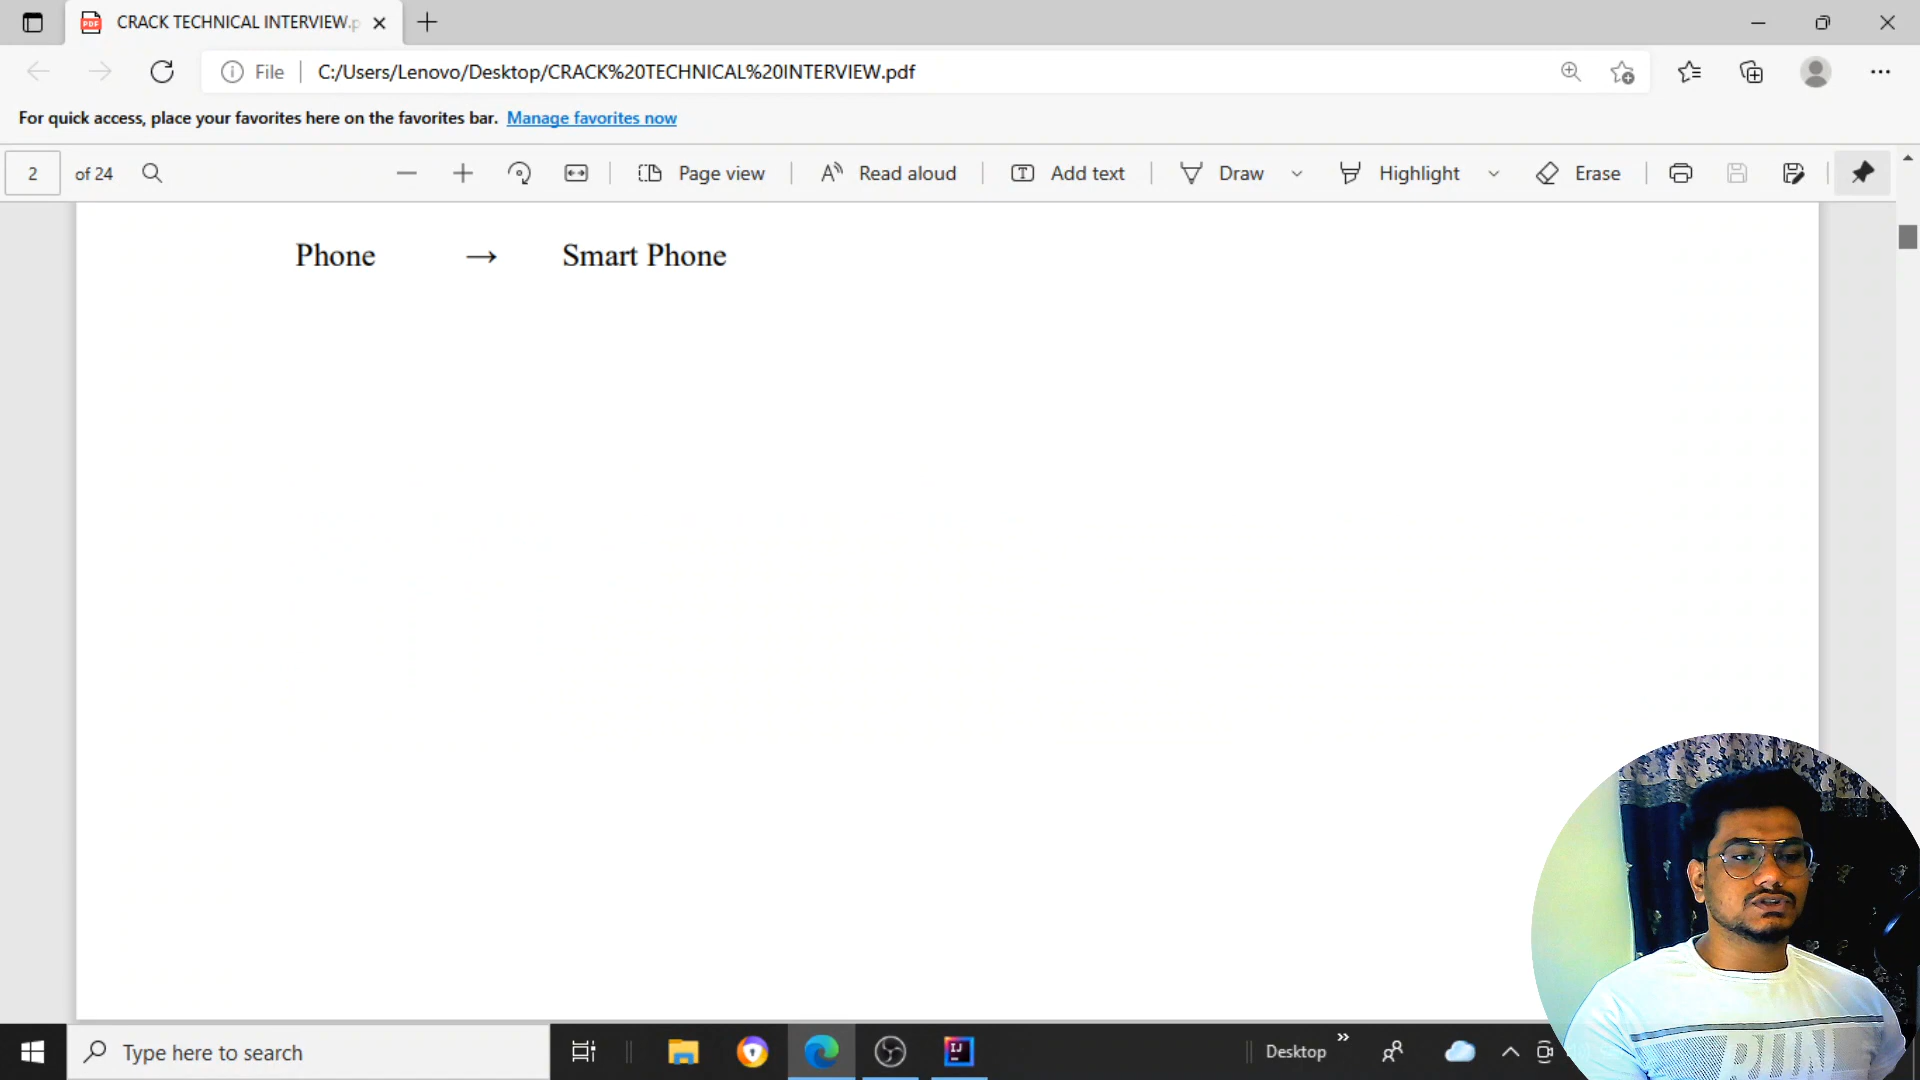 CRACK TECHNICAL INTERVIEW.p
File
C:/Users/Lenovo/Desktop/CRACK%20TECHNICAL%20INTERVIEW.pdf
For quick access, place your favorites here on the favorites bar. Manage favorites now
2 of 24 Page view Read aloud Add text Draw Highlight Erase
Phone → Smart Phone
Type here to search
Desktop